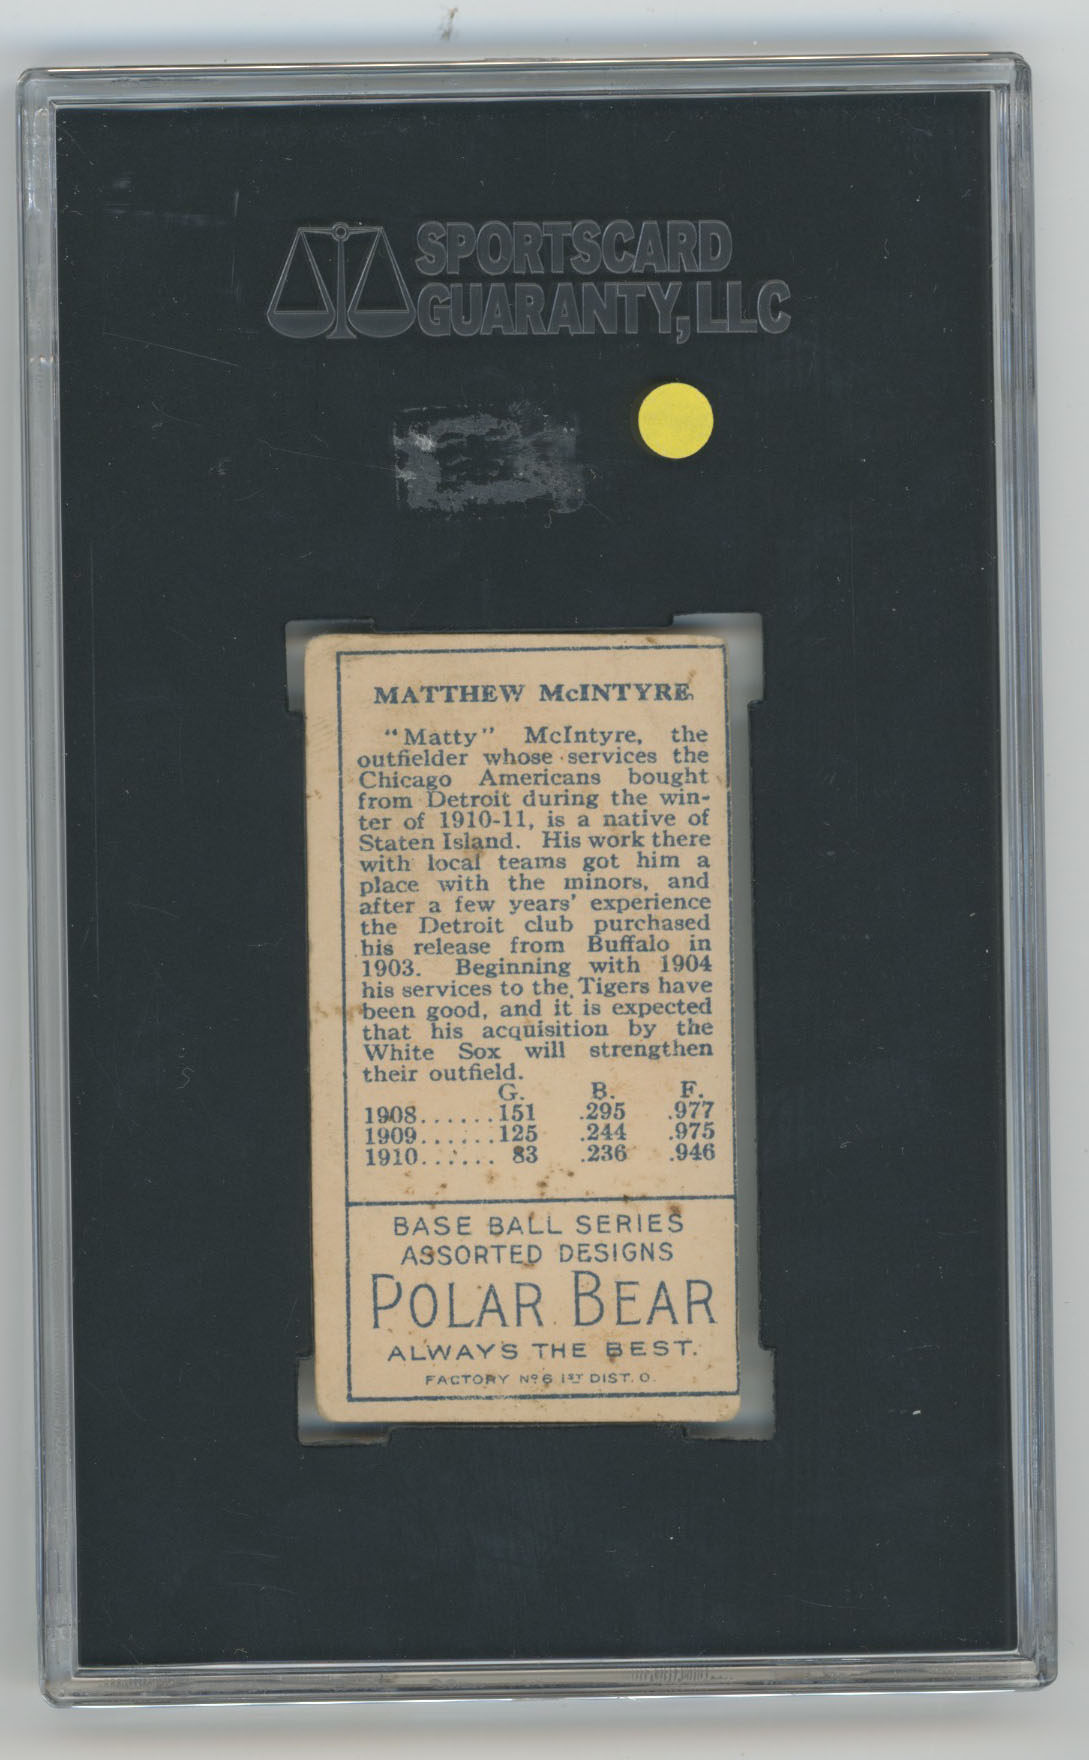 SPORTSCARD
GUARANTY, LLC
MATTHEW McINTYRE
"Matty" McIntyre, the
outfielder whose services the
Chicago Americans bought
from Detroit during the win-
ter of 1910-11, is a native of
Staten Island. His work there
with local teams got him a
place with the minors, and
after a few years' experience
the Detroit club purchased
his release from Buffalo in
1903. Beginning with 1904
his services to the Tigers have
been good, and it is expected
that his acquisition by the
White Sox will strengthen
their outfield.
G. B. F.
1908......151 .295 .977
1909......125 .244 .975
1910...... 83 .236 .946
BASE BALL SERIES
ASSORTED DESIGNS
POLAR BEAR
ALWAYS THE BEST.
FACTORY Nº 6 1ST DIST. O.